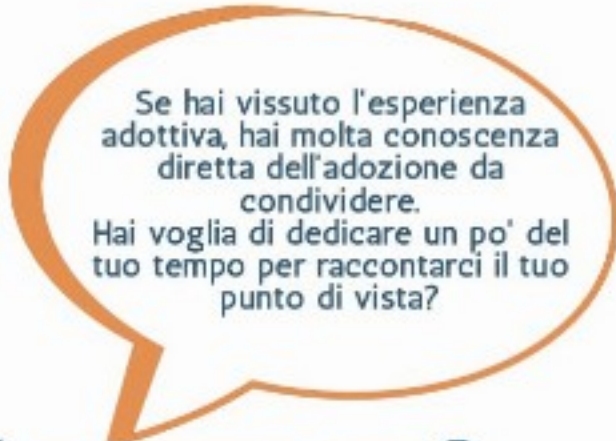 Se hai vissuto l'esperienza
adottiva, hai molta conoscenza
diretta dell'adozione da
condividere.
Hai voglia di dedicare un po' del
tuo tempo per raccontarci il tuo
punto di vista?